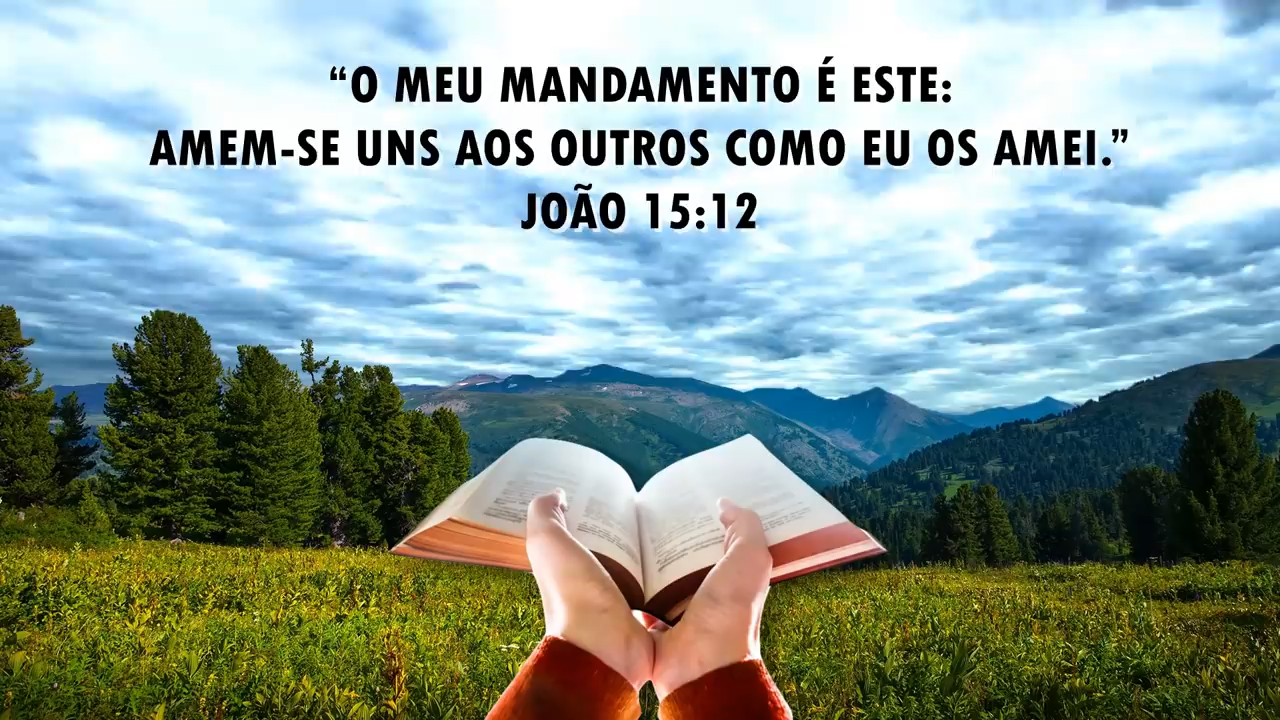 “O MEU MANDAMENTO É ESTE:
AMEM-SE UNS AOS OUTROS COMO EU OS AMEI.”
JOÃO 15:12